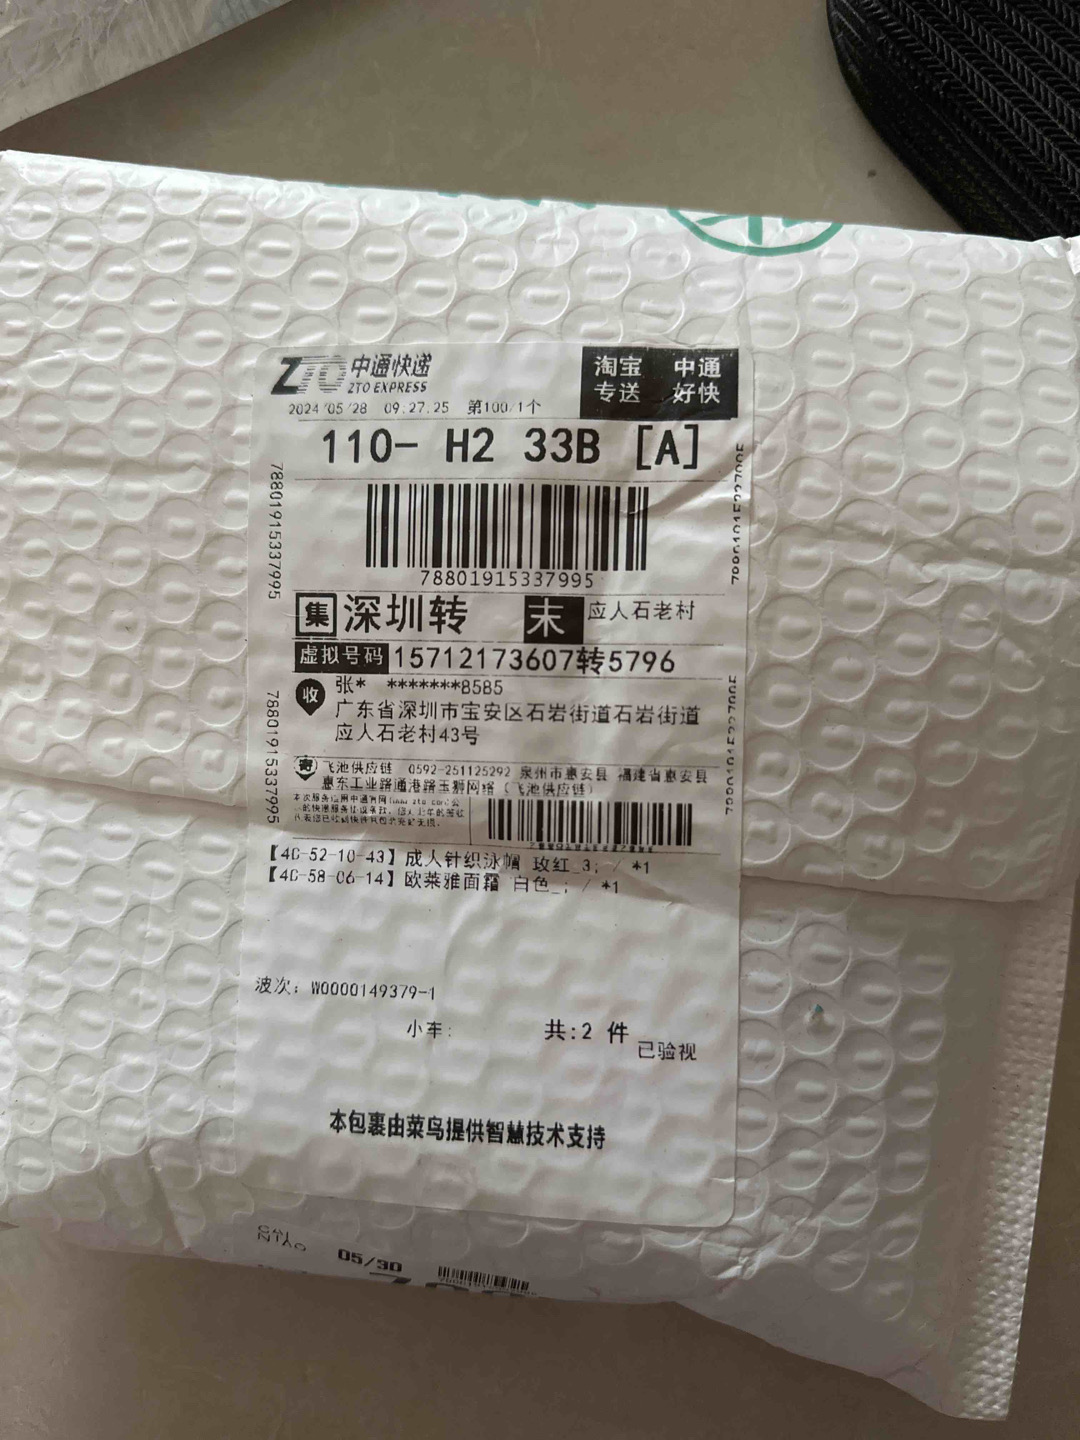 ZTO 中通快递
ZTO EXPRESS
淘宝 中通
专送 好快
2024/05/28 09:27:25 第100/1个
110- H2 33B [A]
78801915337995
78801915337995
集 深圳转 末 应人石老村
虚拟号码 15712173607转5796
收 张* *******8585
广东省深圳市宝安区石岩街道石岩街道
应人石老村43号
78801915337995
寄 飞池供应链 0592-251125292 泉州市惠安县 福建省惠安县
惠东工业路通港路玉狮网络(飞池供应链)
【4C-52-10-43】成人针织泳帽 玫红_3; / *1
【4C-58-06-14】欧莱雅面霜 白色_; / *1
波次: W0000149379-1
小车:
共:2 件
已验视
本包裹由菜鸟提供智慧技术支持
05/30